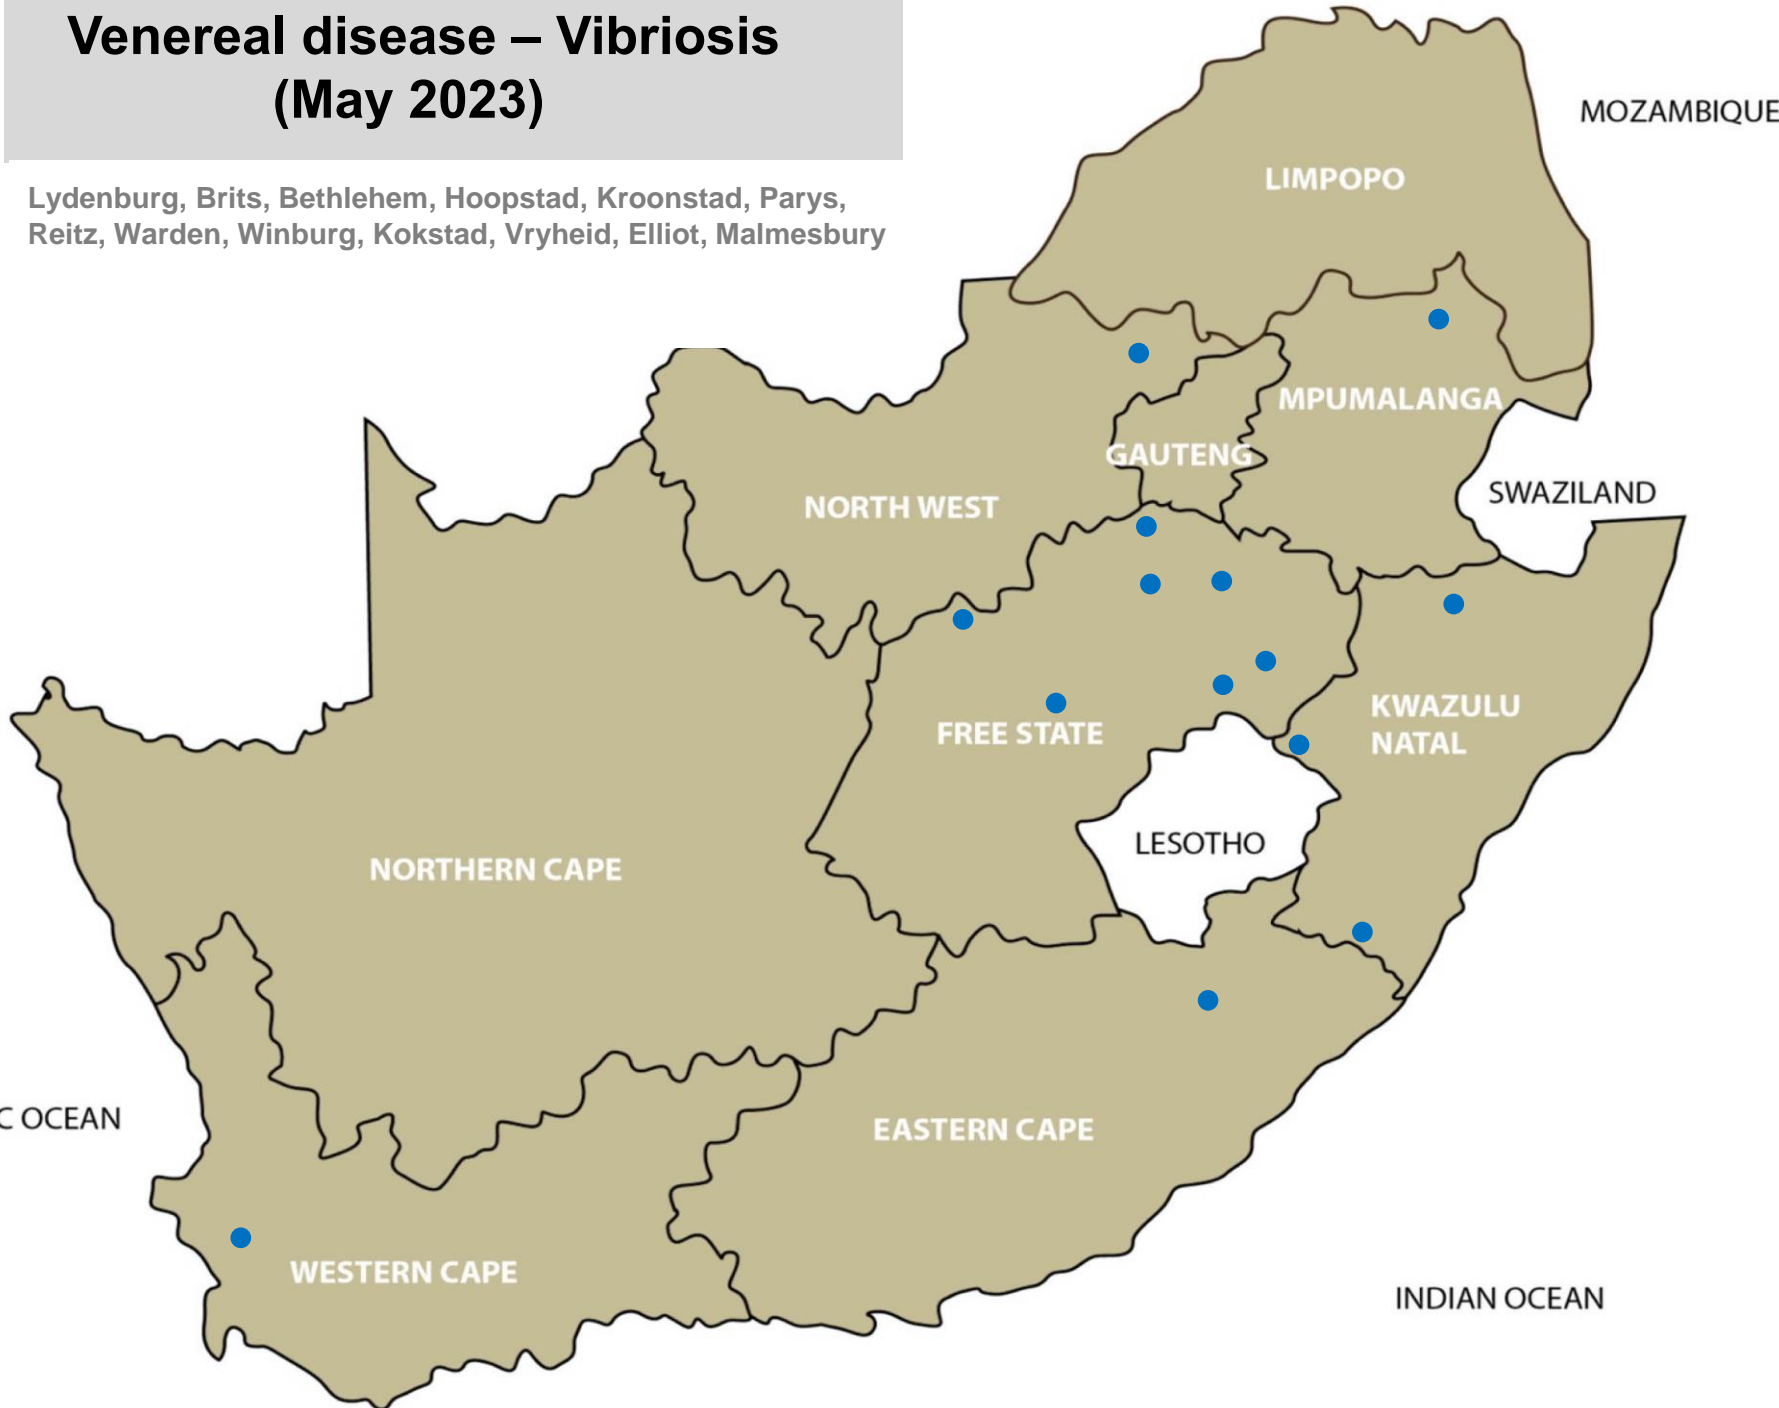 Venereal disease – Vibriosis
(May 2023)
Lydenburg, Brits, Bethlehem, Hoopstad, Kroonstad, Parys,
Reitz, Warden, Winburg, Kokstad, Vryheid, Elliot, Malmesbury
MOZAMBIQUE
LIMPOPO
MPUMALANGA
GAUTENG
SWAZILAND
NORTH WEST
KWAZULU
NATAL
FREE STATE
LESOTHO
NORTHERN CAPE
C OCEAN
EASTERN CAPE
WESTERN CAPE
INDIAN OCEAN